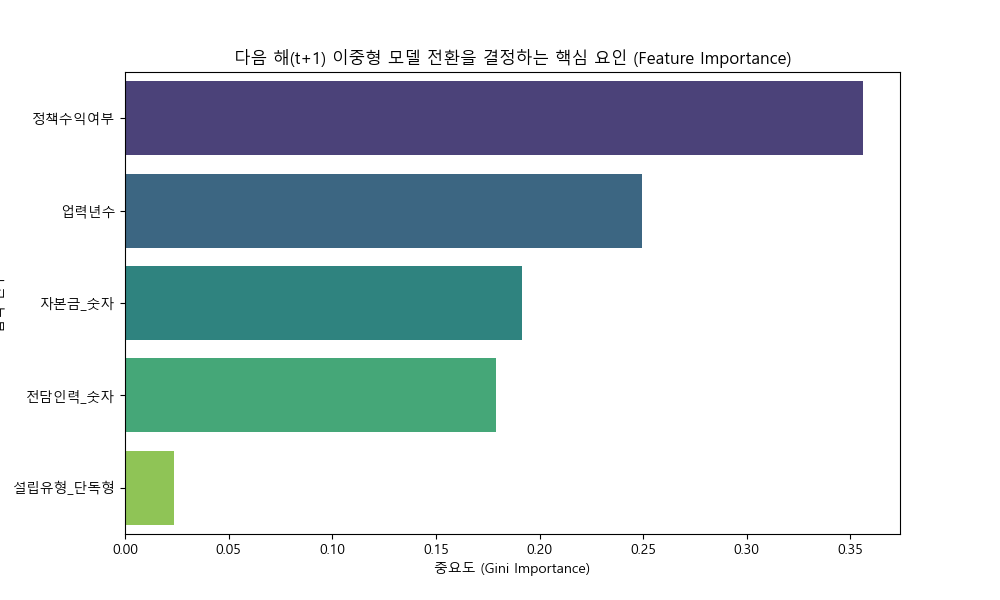 다음 해(t+1) 이중형 모델 전환을 결정하는 핵심 요인 (Feature Importance)
정책수익여부
업력년수
자본금_숫자
전담인력_숫자
설립유형_단독형
0.00 0.05 0.10 0.15 0.20 0.25 0.30 0.35
중요도 (Gini Importance)